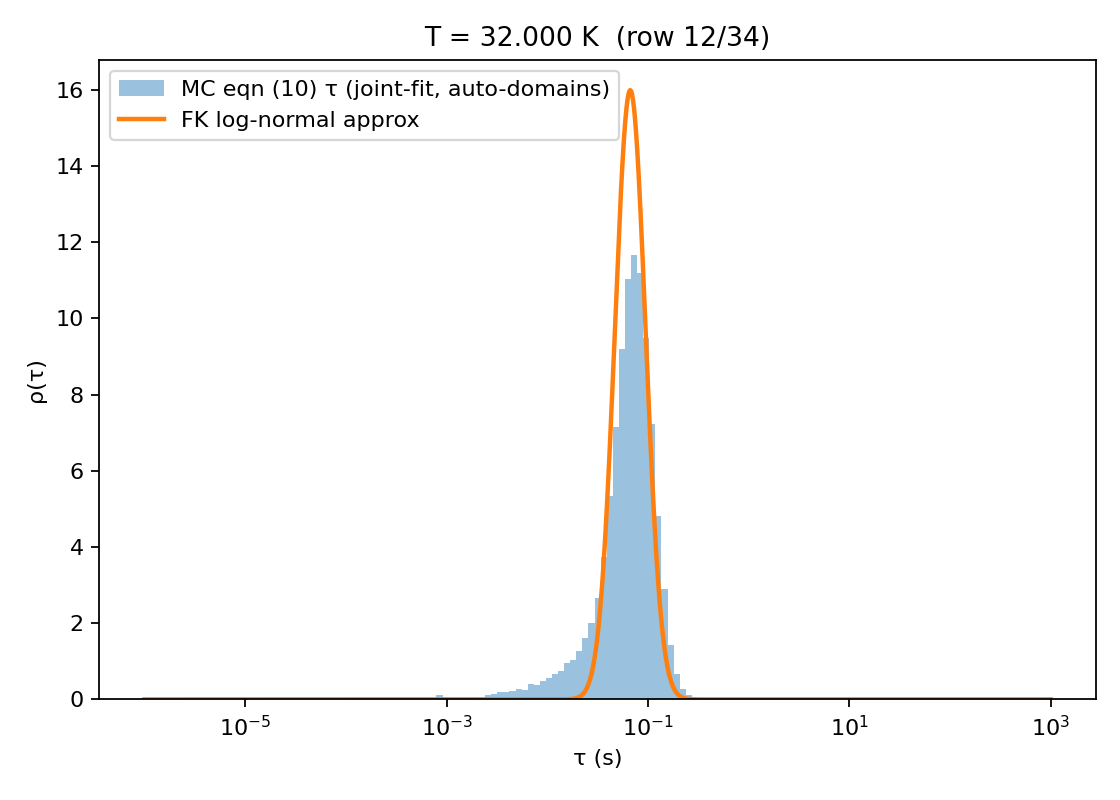 T = 32.000 K  (row 12/34)
MC eqn (10) τ (joint-fit, auto-domains)
FK log-normal approx
16
14
12
10
8
6
4
2
0
ρ(τ)
10⁻⁵ 10⁻³ 10⁻¹ 10¹ 10³
τ (s)